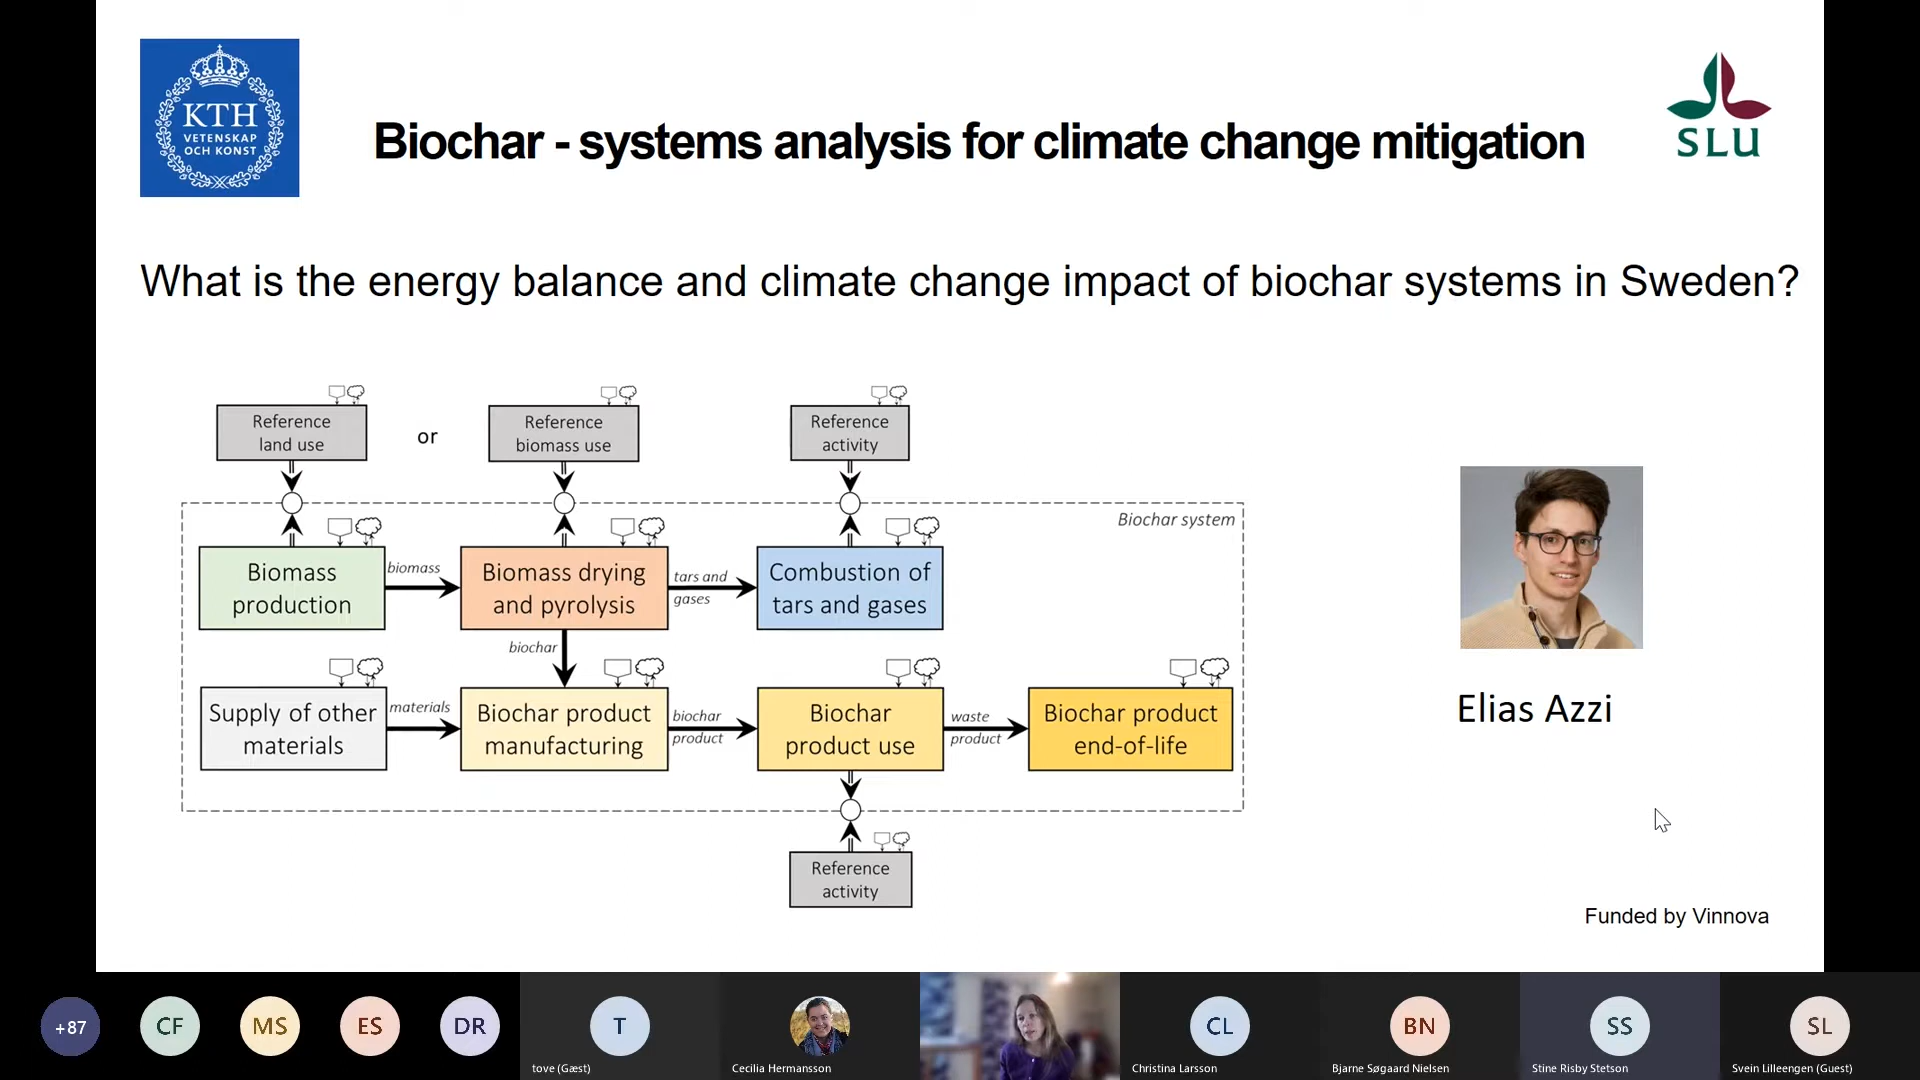 KTH
VETENSKAP
OCH KONST
Biochar - systems analysis for climate change mitigation
SLU
What is the energy balance and climate change impact of biochar systems in Sweden?
Reference
land use
or
Reference
biomass use
Reference
activity
Biochar system
Biomass
production
biomass
Biomass drying
and pyrolysis
tars and
gases
Combustion of
tars and gases
biochar
Supply of other
materials
materials
Biochar product
manufacturing
biochar
product
Biochar
product use
waste
product
Biochar product
end-of-life
Reference
activity
Elias Azzi
Funded by Vinnova
+87
CF
MS
ES
DR
T
tove (Gæst)
Cecilia Hermansson
CL
Christina Larsson
BN
Bjarne Søgaard Nielsen
SS
Stine Risby Stetson
SL
Svein Lilleengen (Guest)